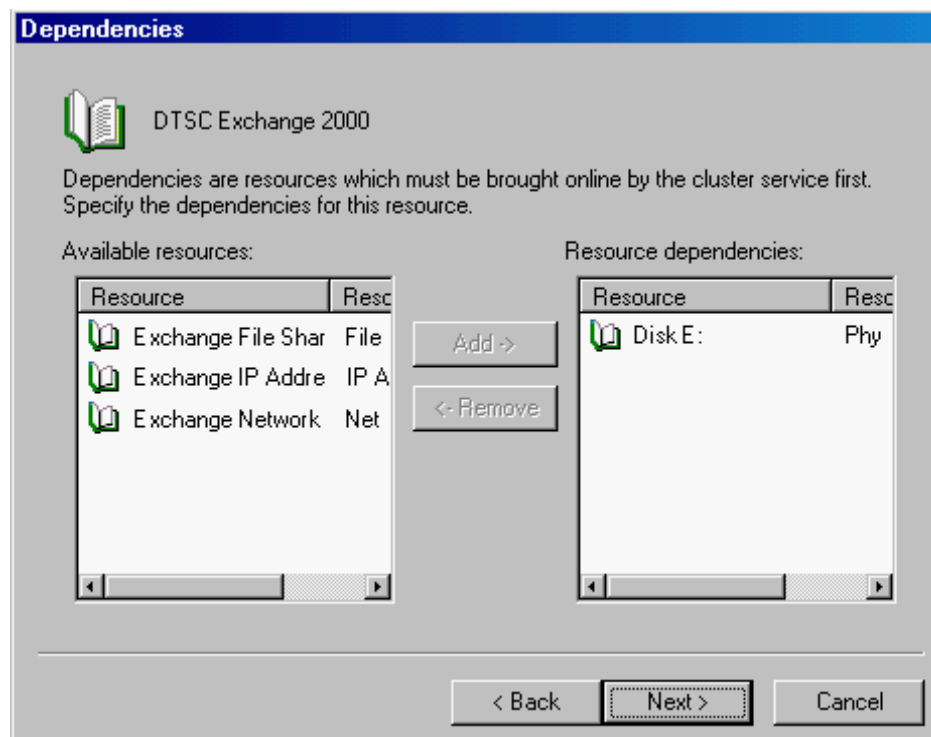 Dependencies
DTSC Exchange 2000
Dependencies are resources which must be brought online by the cluster service first.
Specify the dependencies for this resource.
Available resources:
Resource dependencies:
Resource Resc
Exchange File Shar File
Exchange IP Addre IP A
Exchange Network Net
Add ->
<- Remove
Resource Resc
Disk E: Phy
< Back Next > Cancel